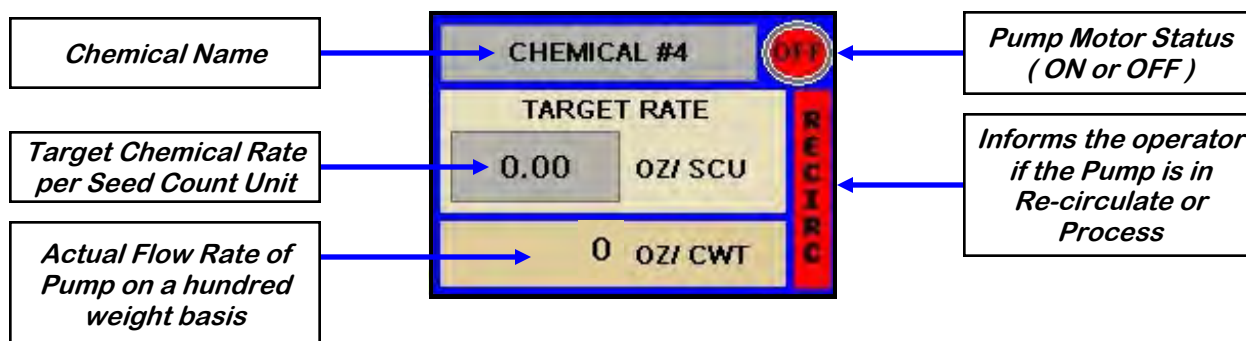 Chemical Name
Target Chemical Rate
per Seed Count Unit
Actual Flow Rate of
Pump on a hundred
weight basis
CHEMICAL #4
OFF
TARGET RATE
0.00 OZ/ SCU
0 OZ/ CWT
RECIRC
Pump Motor Status
( ON or OFF )
Informs the operator
if the Pump is in
Re-circulate or
Process